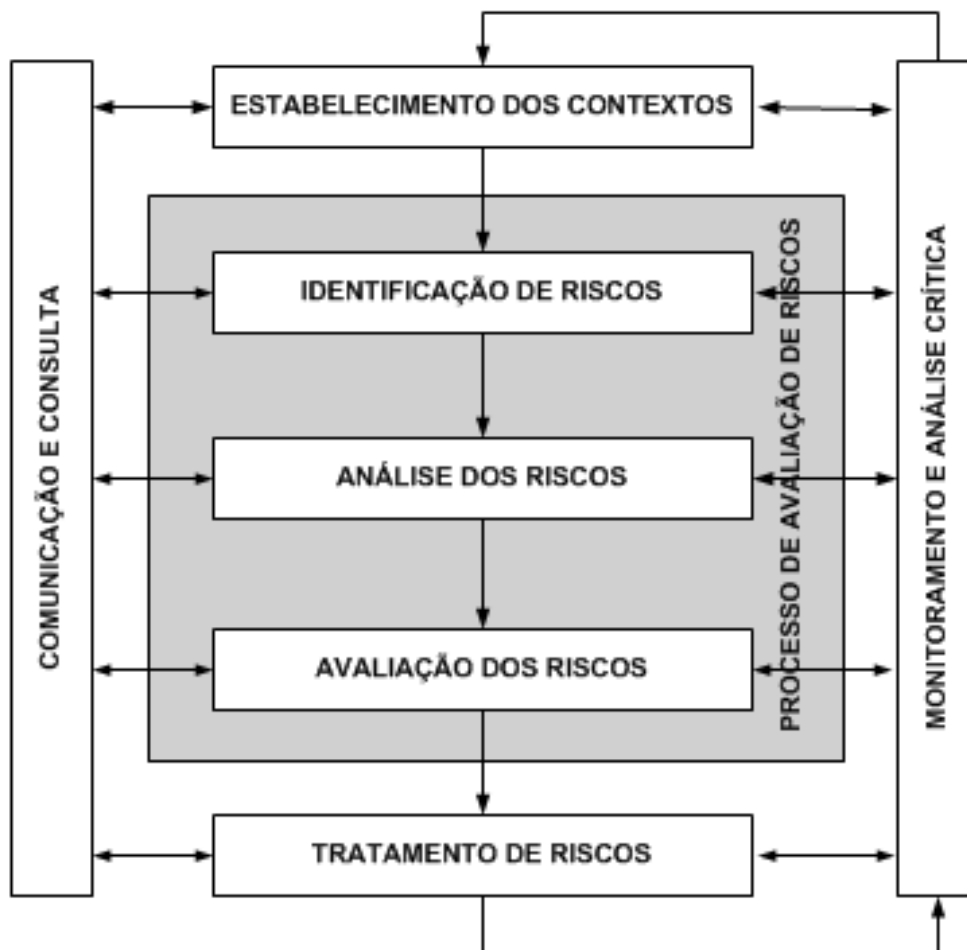 ESTABELECIMENTO DOS CONTEXTOS
COMUNICAÇÃO E CONSULTA
IDENTIFICAÇÃO DE RISCOS
ANÁLISE DOS RISCOS
AVALIAÇÃO DOS RISCOS
PROCESSO DE AVALIAÇÃO DE RISCOS
MONITORAMENTO E ANÁLISE CRÍTICA
TRATAMENTO DE RISCOS